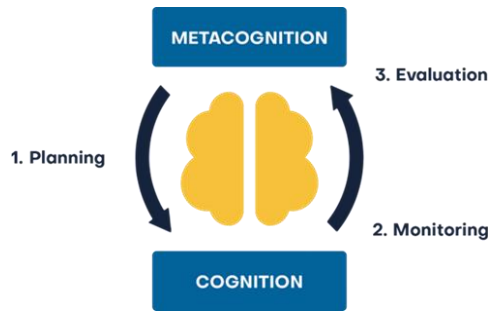 METACOGNITION
3. Evaluation
1. Planning
2. Monitoring
COGNITION